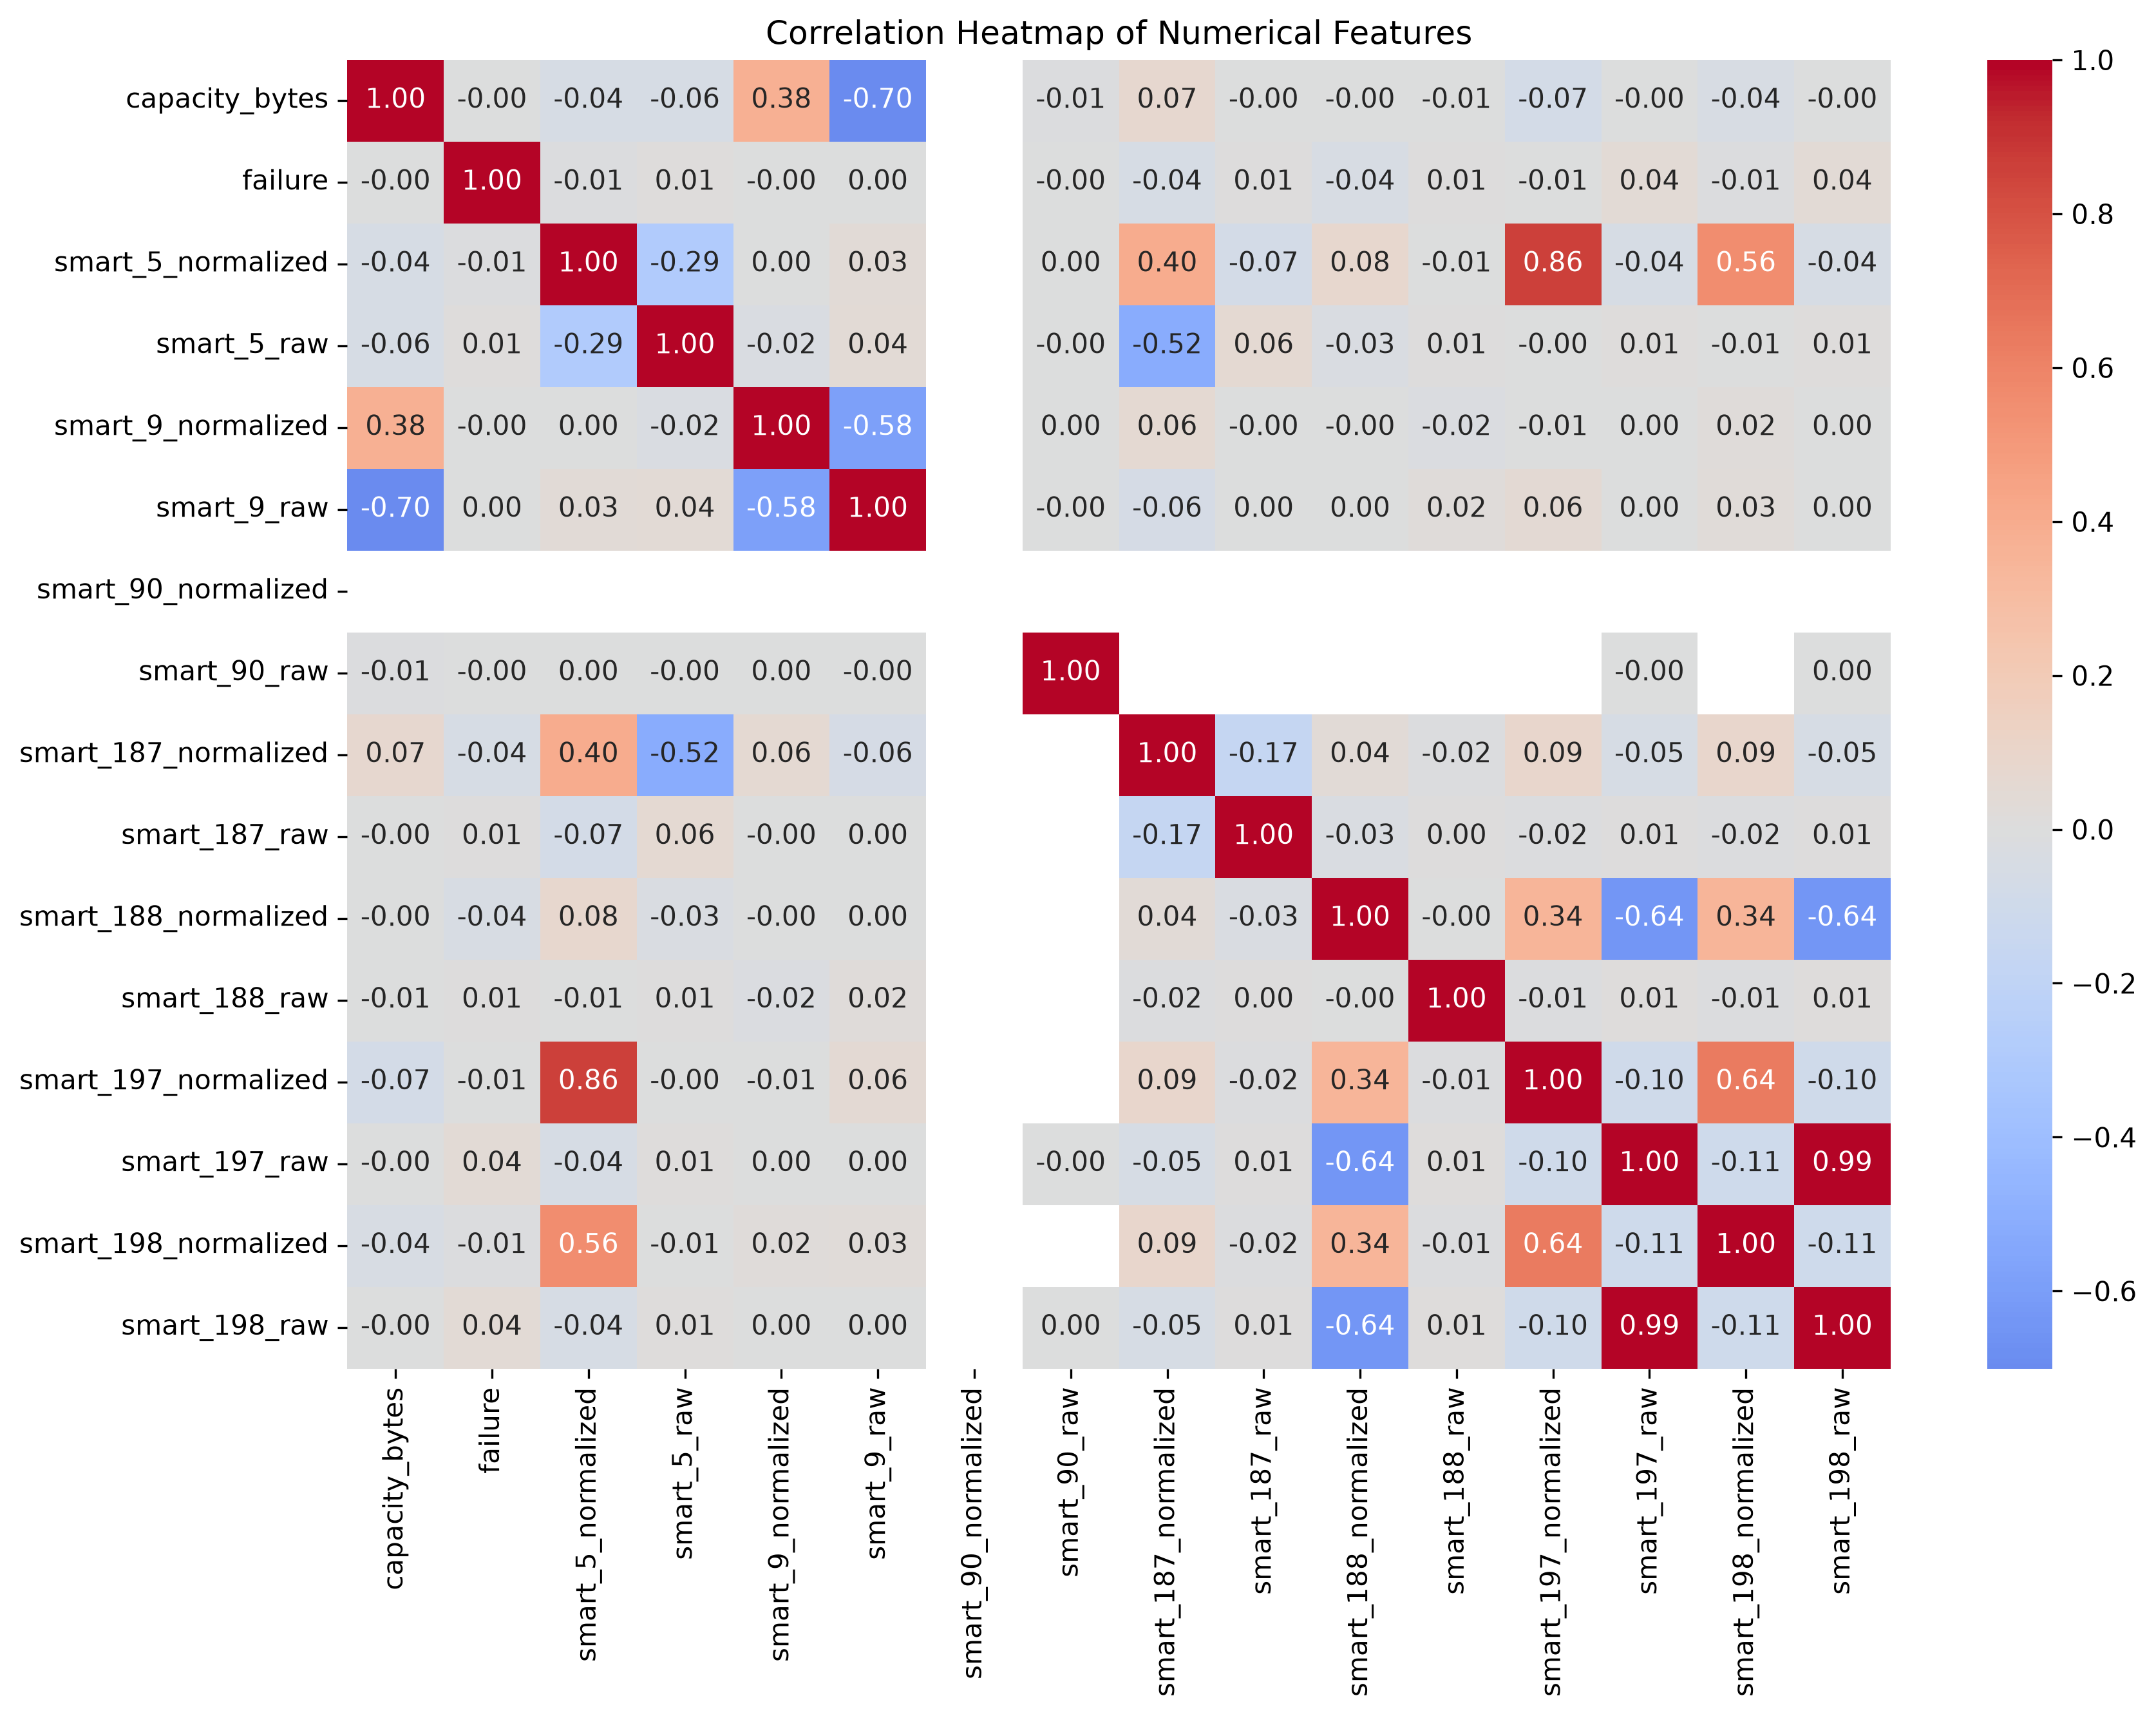 Correlation Heatmap of Numerical Features
capacity_bytes 1.00 -0.00 -0.04 -0.06 0.38 -0.70 -0.01 0.07 -0.00 -0.00 -0.01 -0.07 -0.00 -0.04 -0.00
failure -0.00 1.00 -0.01 0.01 -0.00 0.00 -0.00 -0.04 0.01 -0.04 0.01 -0.01 0.04 -0.01 0.04
smart_5_normalized -0.04 -0.01 1.00 -0.29 0.00 0.03 0.00 0.40 -0.07 0.08 -0.01 0.86 -0.04 0.56 -0.04
smart_5_raw -0.06 0.01 -0.29 1.00 -0.02 0.04 -0.00 -0.52 0.06 -0.03 0.01 -0.00 0.01 -0.01 0.01
smart_9_normalized 0.38 -0.00 0.00 -0.02 1.00 -0.58 0.00 0.06 -0.00 -0.00 -0.02 -0.01 0.00 0.02 0.00
smart_9_raw -0.70 0.00 0.03 0.04 -0.58 1.00 -0.00 -0.06 0.00 0.00 0.02 0.06 0.00 0.03 0.00
smart_90_normalized
smart_90_raw -0.01 -0.00 0.00 -0.00 0.00 -0.00 1.00 -0.00 0.00
smart_187_normalized 0.07 -0.04 0.40 -0.52 0.06 -0.06 1.00 -0.17 0.04 -0.02 0.09 -0.05 0.09 -0.05
smart_187_raw -0.00 0.01 -0.07 0.06 -0.00 0.00 -0.17 1.00 -0.03 0.00 -0.02 0.01 -0.02 0.01
smart_188_normalized -0.00 -0.04 0.08 -0.03 -0.00 0.00 0.04 -0.03 1.00 -0.00 0.34 -0.64 0.34 -0.64
smart_188_raw -0.01 0.01 -0.01 0.01 -0.02 0.02 -0.02 0.00 -0.00 1.00 -0.01 0.01 -0.01 0.01
smart_197_normalized -0.07 -0.01 0.86 -0.00 -0.01 0.06 0.09 -0.02 0.34 -0.01 1.00 -0.10 0.64 -0.10
smart_197_raw -0.00 0.04 -0.04 0.01 0.00 0.00 -0.00 -0.05 0.01 -0.64 0.01 -0.10 1.00 -0.11 0.99
smart_198_normalized -0.04 -0.01 0.56 -0.01 0.02 0.03 0.09 -0.02 0.34 -0.01 0.64 -0.11 1.00 -0.11
smart_198_raw -0.00 0.04 -0.04 0.01 0.00 0.00 0.00 -0.05 0.01 -0.64 0.01 -0.10 0.99 -0.11 1.00
capacity_bytes
failure
smart_5_normalized
smart_5_raw
smart_9_normalized
smart_9_raw
smart_90_normalized
smart_90_raw
smart_187_normalized
smart_187_raw
smart_188_normalized
smart_188_raw
smart_197_normalized
smart_197_raw
smart_198_normalized
smart_198_raw
1.0
0.8
0.6
0.4
0.2
0.0
−0.2
−0.4
−0.6